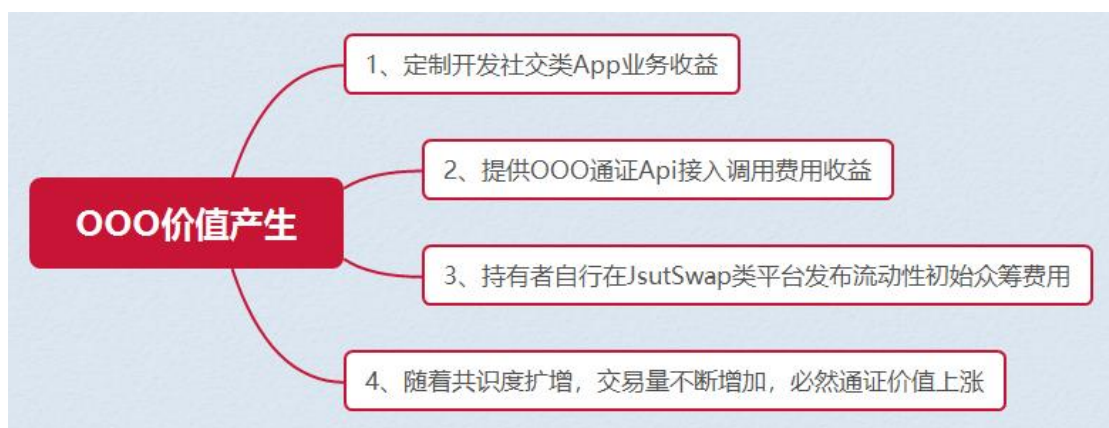 1、定制开发社交类App业务收益
2、提供OOO通证Api接入调用费用收益
OOO价值产生
3、持有者自行在JsutSwap类平台发布流动性初始众筹费用
4、随着共识度扩增，交易量不断增加，必然通证价值上涨